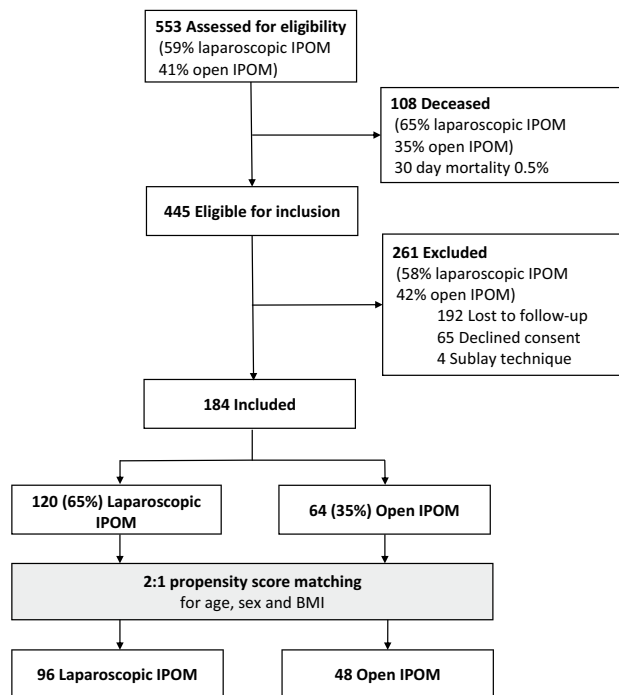 553 Assessed for eligibility
(59% laparoscopic IPOM
41% open IPOM)
108 Deceased
(65% laparoscopic IPOM
35% open IPOM)
30 day mortality 0.5%
445 Eligible for inclusion
261 Excluded
(58% laparoscopic IPOM
42% open IPOM)
192 Lost to follow-up
65 Declined consent
4 Sublay technique
184 Included
120 (65%) Laparoscopic
IPOM
64 (35%) Open IPOM
2:1 propensity score matching
for age, sex and BMI
96 Laparoscopic IPOM
48 Open IPOM